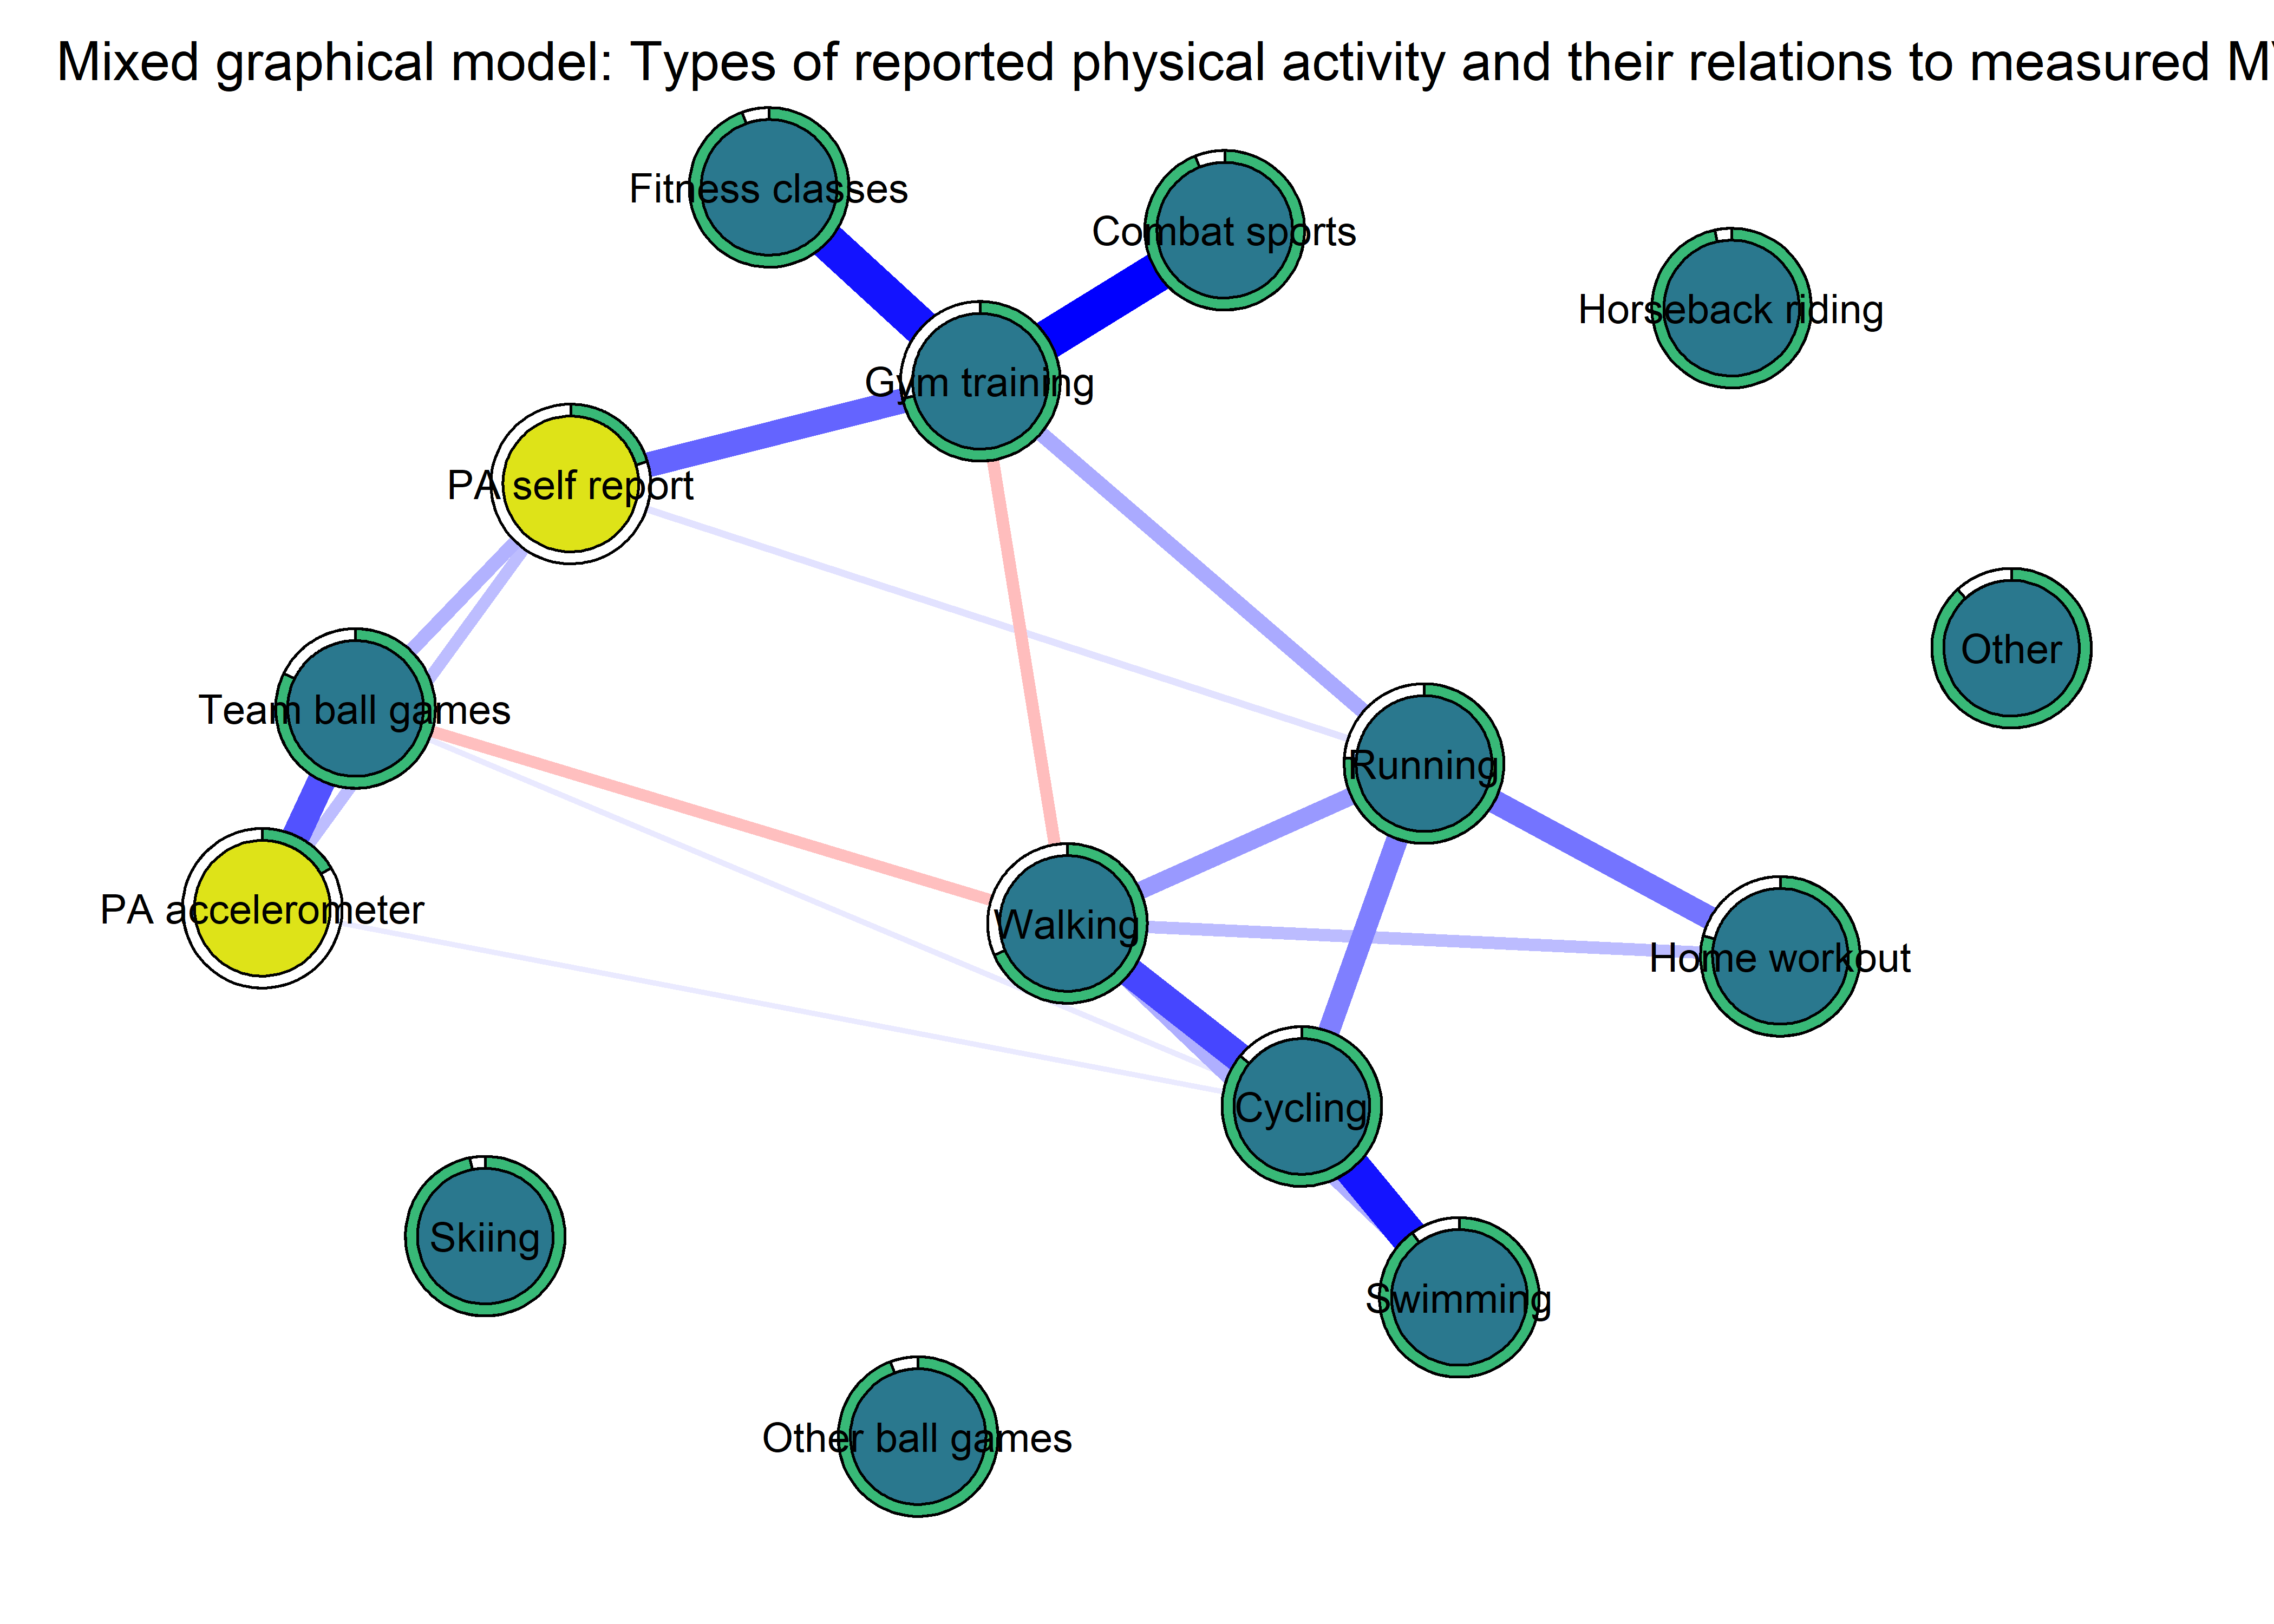 Mixed graphical model: Types of reported physical activity and their relations to measured
Fitness classes
Combat sports
Horseback riding
Gym training
PA self report
Other
Team ball games
Running
PA accelerometer
Walking
Home workout
Cycling
Skiing
Swimming
Other ball games